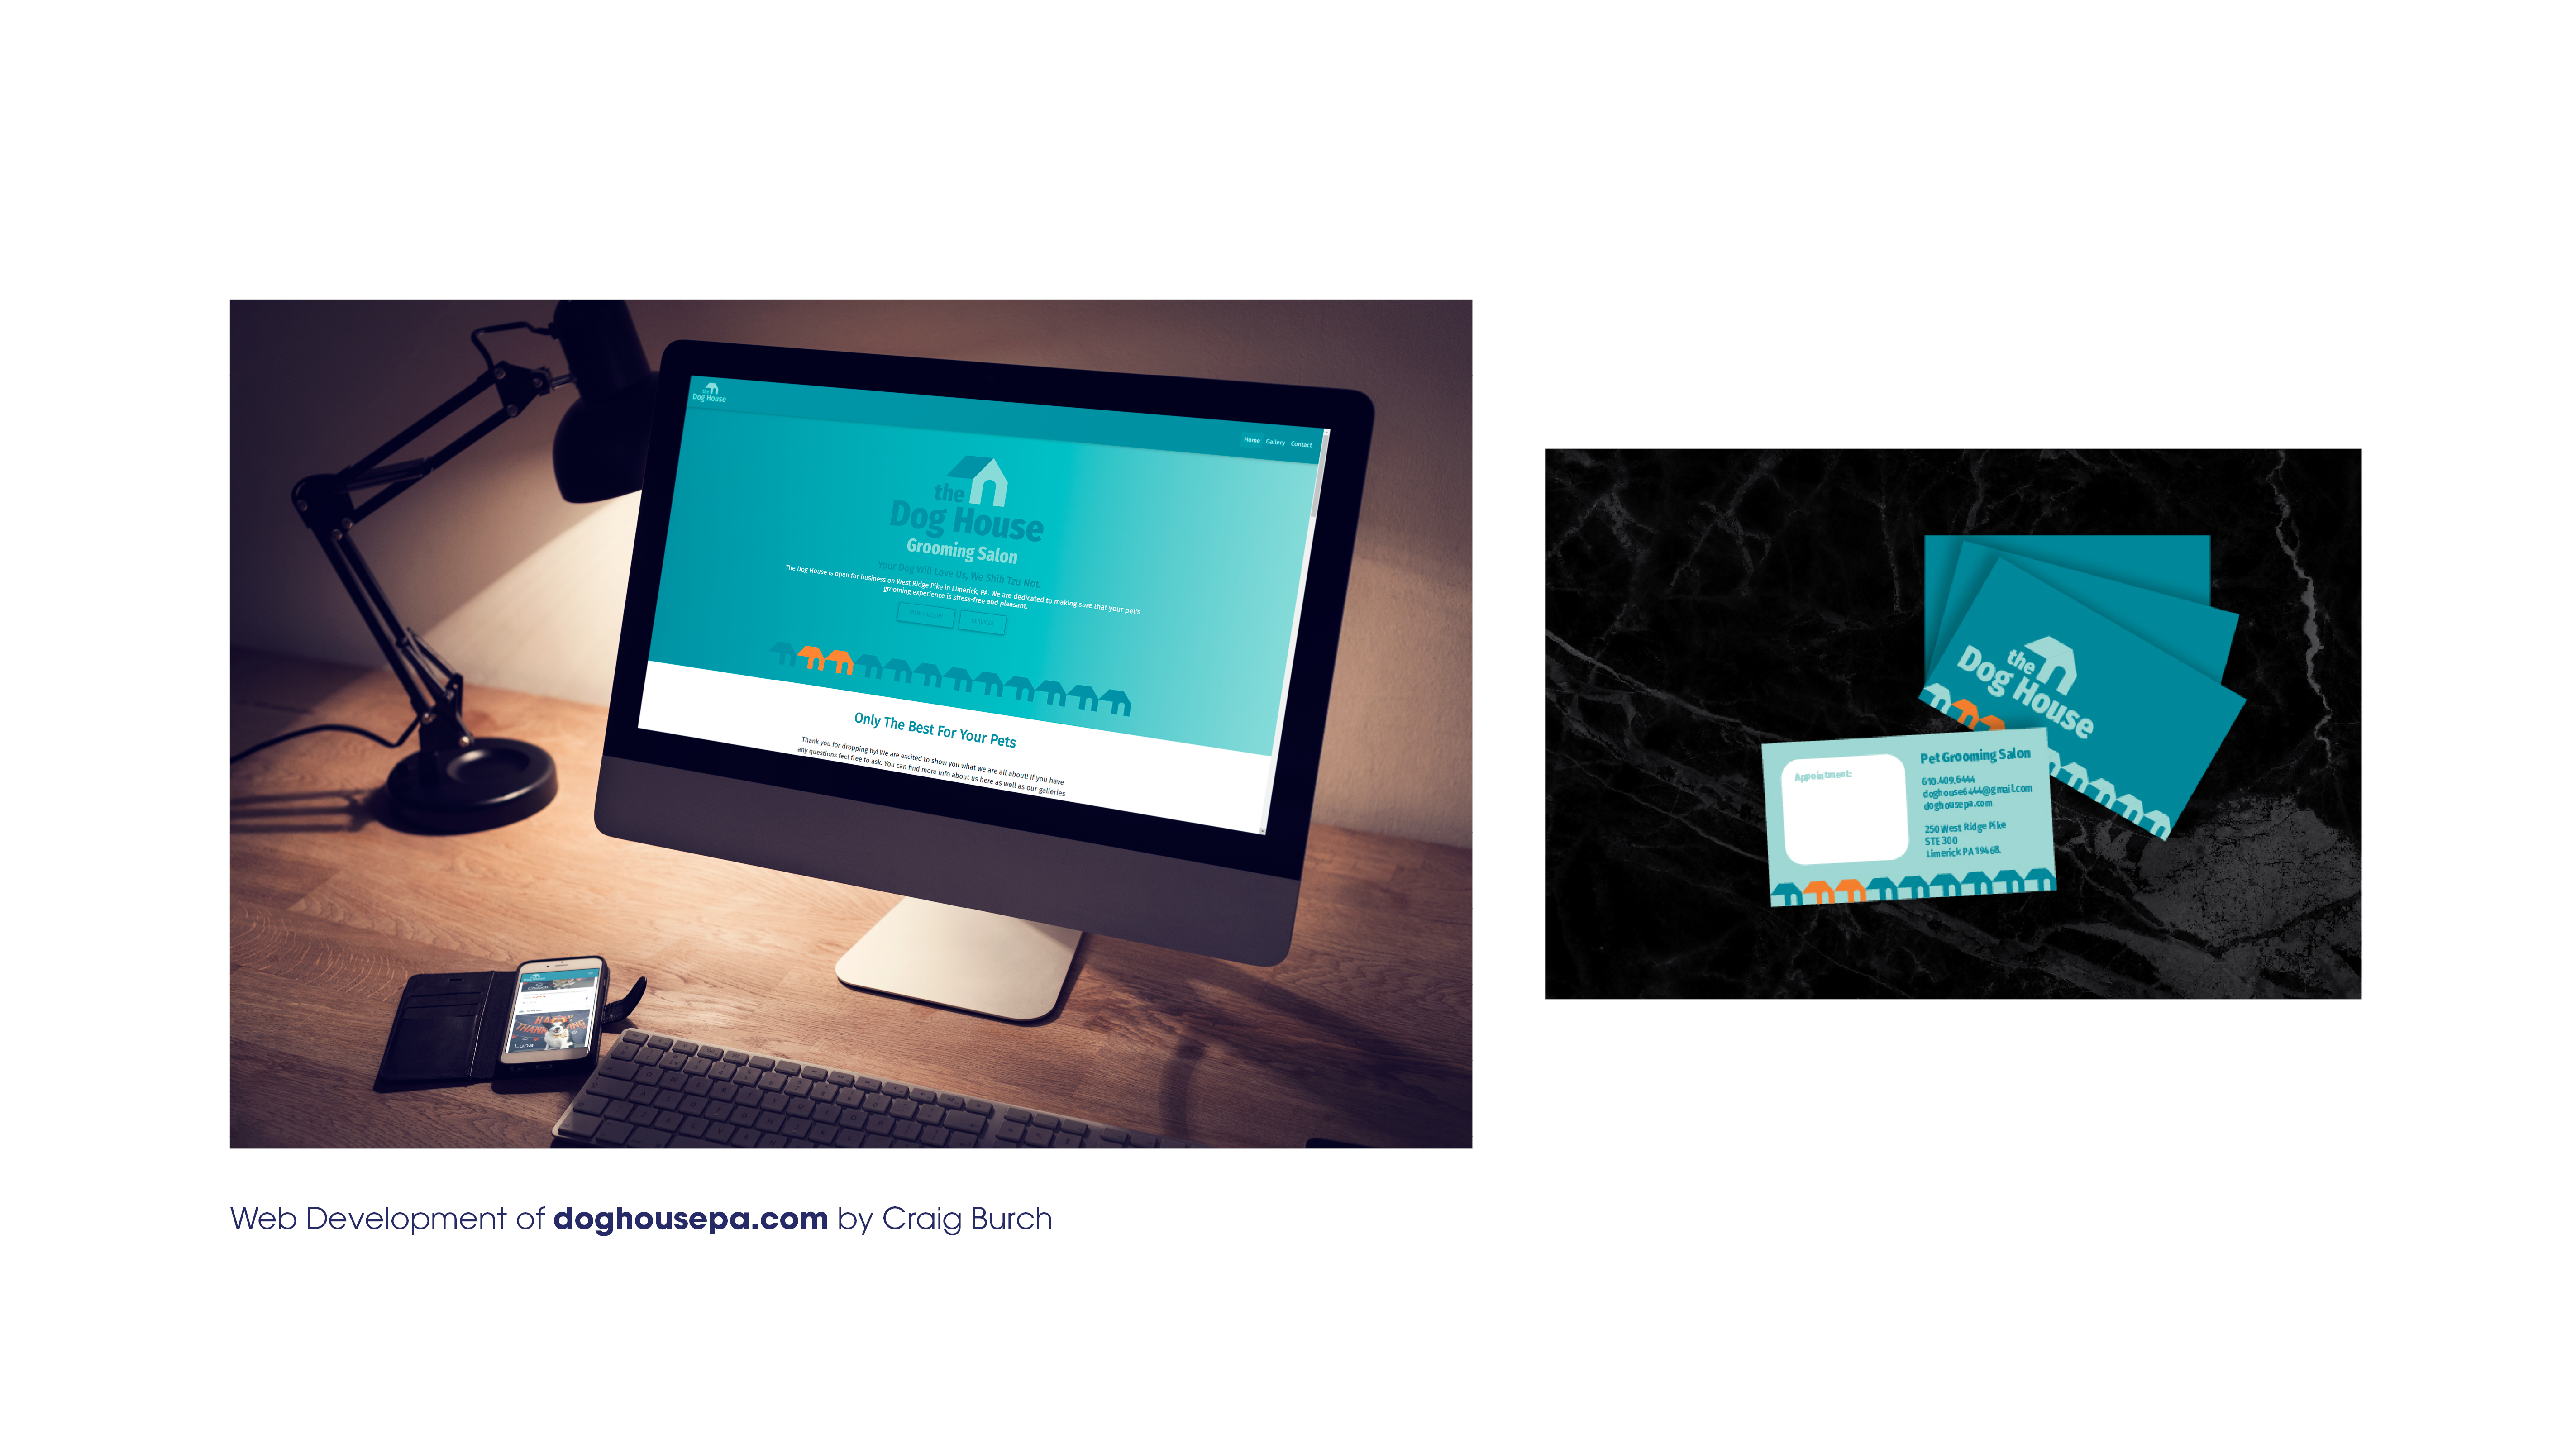 the
Dog House
Home Gallery Contact
the
Dog House
Grooming Salon
Your Dog Will Love Us, We Shih Tzu Not.
The Dog House is open for business on West Ridge Pike in Limerick, PA. We are dedicated to making sure that your pet's
grooming experience is stress-free and pleasant.
Only The Best For Your Pets
Thank you for dropping by! We are excited to show you what we are all about! If you have
any questions feel free to ask. You can find more info about us here as well as our galleries
HAPPY
THANKSGIVING
Luna
the
Dog House
Appointment:
Pet Grooming Salon
610.409.6444
doghouse6444@gmail.com
doghousepa.com
250 West Ridge Pike
STE 300
Limerick PA 19468
Web Development of doghousepa.com by Craig Burch